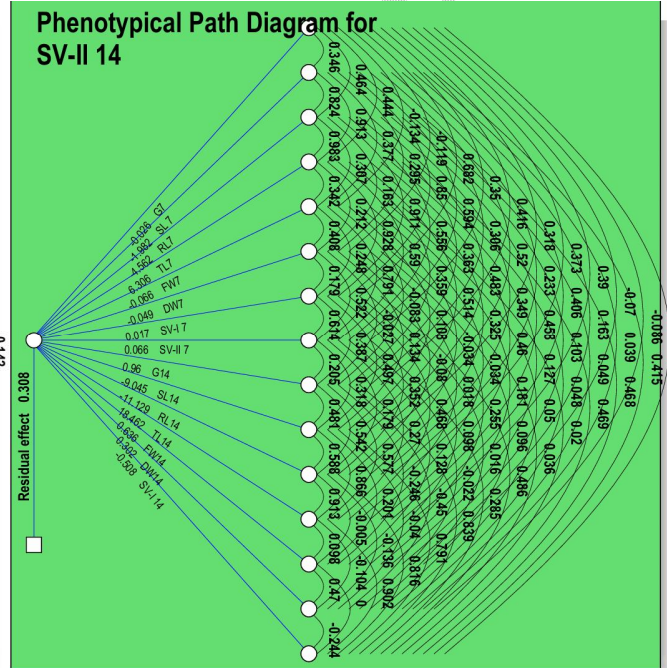 Phenotypical Path Diagram for
SV-II 14
-0.026 G7
-1.982 SL 7
-4.562 RL7
6.306 TL7
-0.066 FW7
-0.049 DW7
0.017 SV-I 7
0.066 SV-II 7
0.96 G14
-9.045 SL14
-11.129 RL14
18.462 TL14
0.636 FW14
0.302 DW14
-0.508 SV-I 14
Residual effect 0.308
0.346 0.824 0.983 0.342 0.408 0.179 0.614 0.205 0.481 0.588 0.913 0.098 0.47 -0.244
0.464 0.913 0.307 0.212 0.248 0.522 0.387 0.318 0.542 0.866 -0.005 -0.104 0
0.444 0.377 0.163 0.928 0.791 -0.077 0.497 0.179 0.577 0.201 -0.136 0.902
-0.134 0.295 0.911 0.59 -0.083 0.134 0.352 0.27 -0.246 -0.04 0.816
-0.119 0.85 0.556 0.359 0.108 -0.08 0.468 0.128 -0.45 0.791
0.682 0.594 0.363 0.514 -0.034 0.018 0.098 -0.022 0.839
0.35 0.306 0.483 0.325 -0.034 0.255 0.016 0.285
0.416 0.52 0.349 0.46 0.181 0.096 0.486
0.318 0.233 0.458 0.127 0.05 0.036
0.373 0.406 0.103 0.048 0.02
0.39 0.163 0.049 0.469
-0.07 0.039 0.468
-0.086 0.415